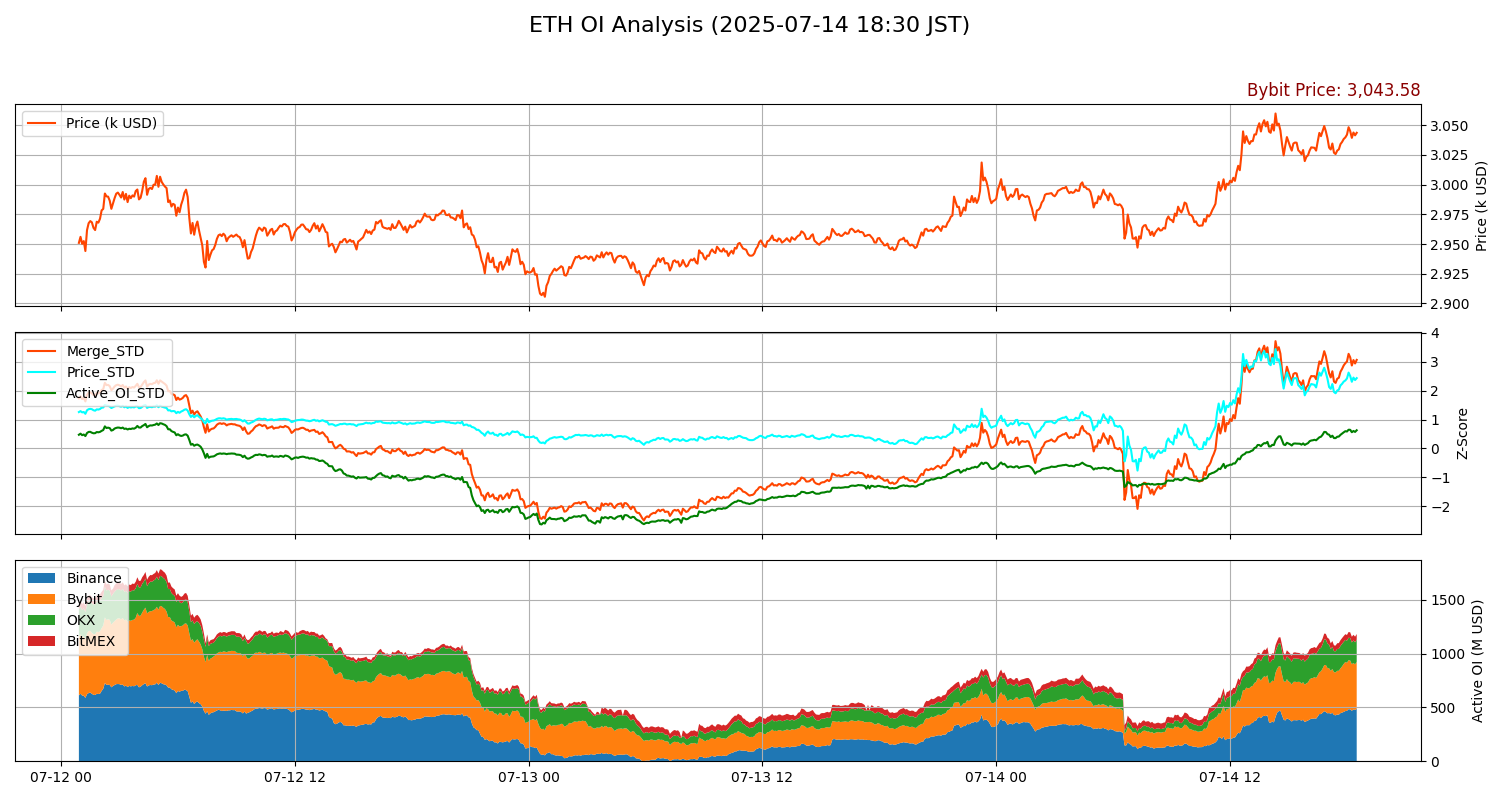 ETH OI Analysis (2025-07-14 18:30 JST)
Bybit Price: 3,043.58
Price (k USD)
3.050
3.025
3.000
2.975
2.950
2.925
2.900
Price (k USD)
Merge_STD
Price_STD
Active_OI_STD
4
3
2
1
0
−1
−2
Z-Score
Binance
Bybit
OKX
BitMEX
1500
1000
500
0
Active OI (M USD)
07-12 00
07-12 12
07-13 00
07-13 12
07-14 00
07-14 12